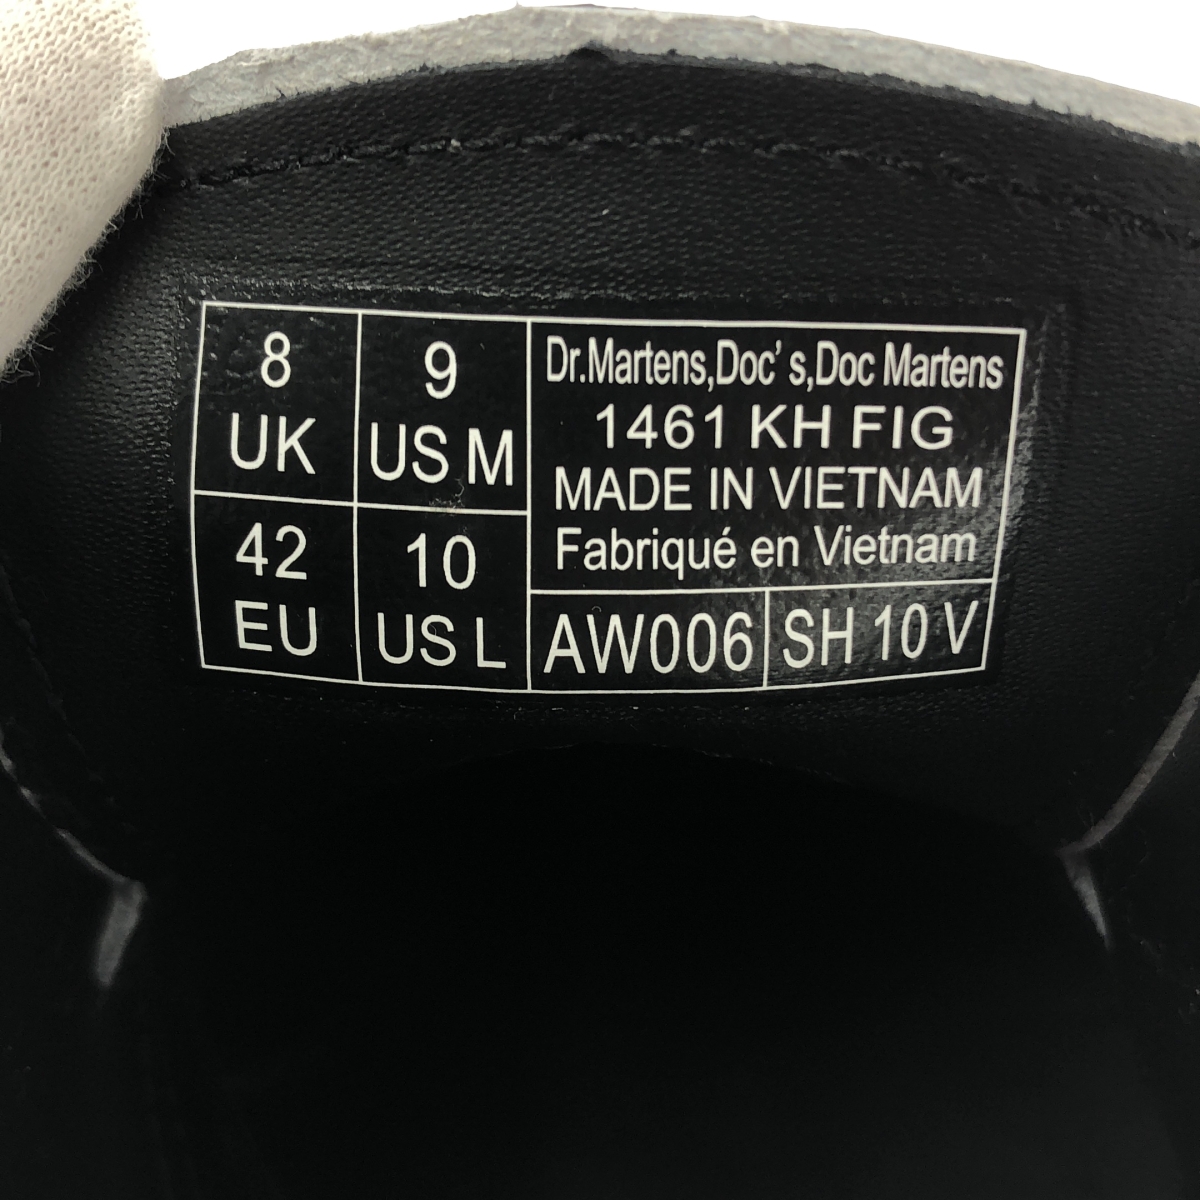 8
UK
9
US M
42
EU
10
US L
Dr.Martens,Doc's,Doc Martens
1461 KH FIG
MADE IN VIETNAM
Fabriqué en Vietnam
AW006
SH 10 V